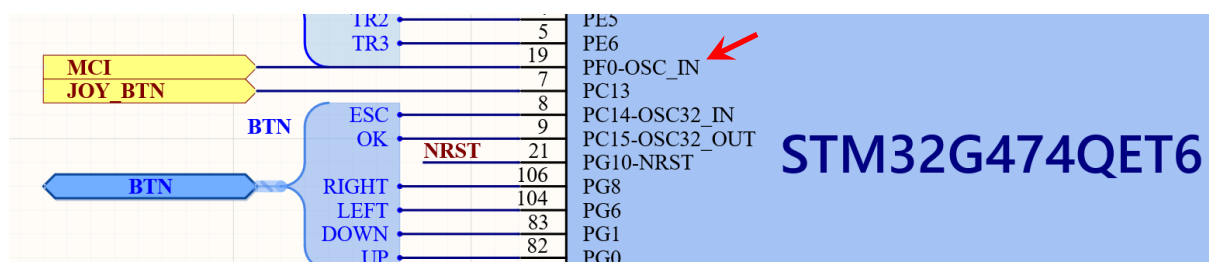 TR2 PE5
TR3 5 PE6
MCI 19 PF0-OSC_IN
JOY_BTN 7 PC13
ESC 8 PC14-OSC32_IN
BTN OK 9 PC15-OSC32_OUT
NRST 21 PG10-NRST
STM32G474QET6
BTN RIGHT 106 PG8
LEFT 104 PG6
DOWN 83 PG1
UP 82 PG0